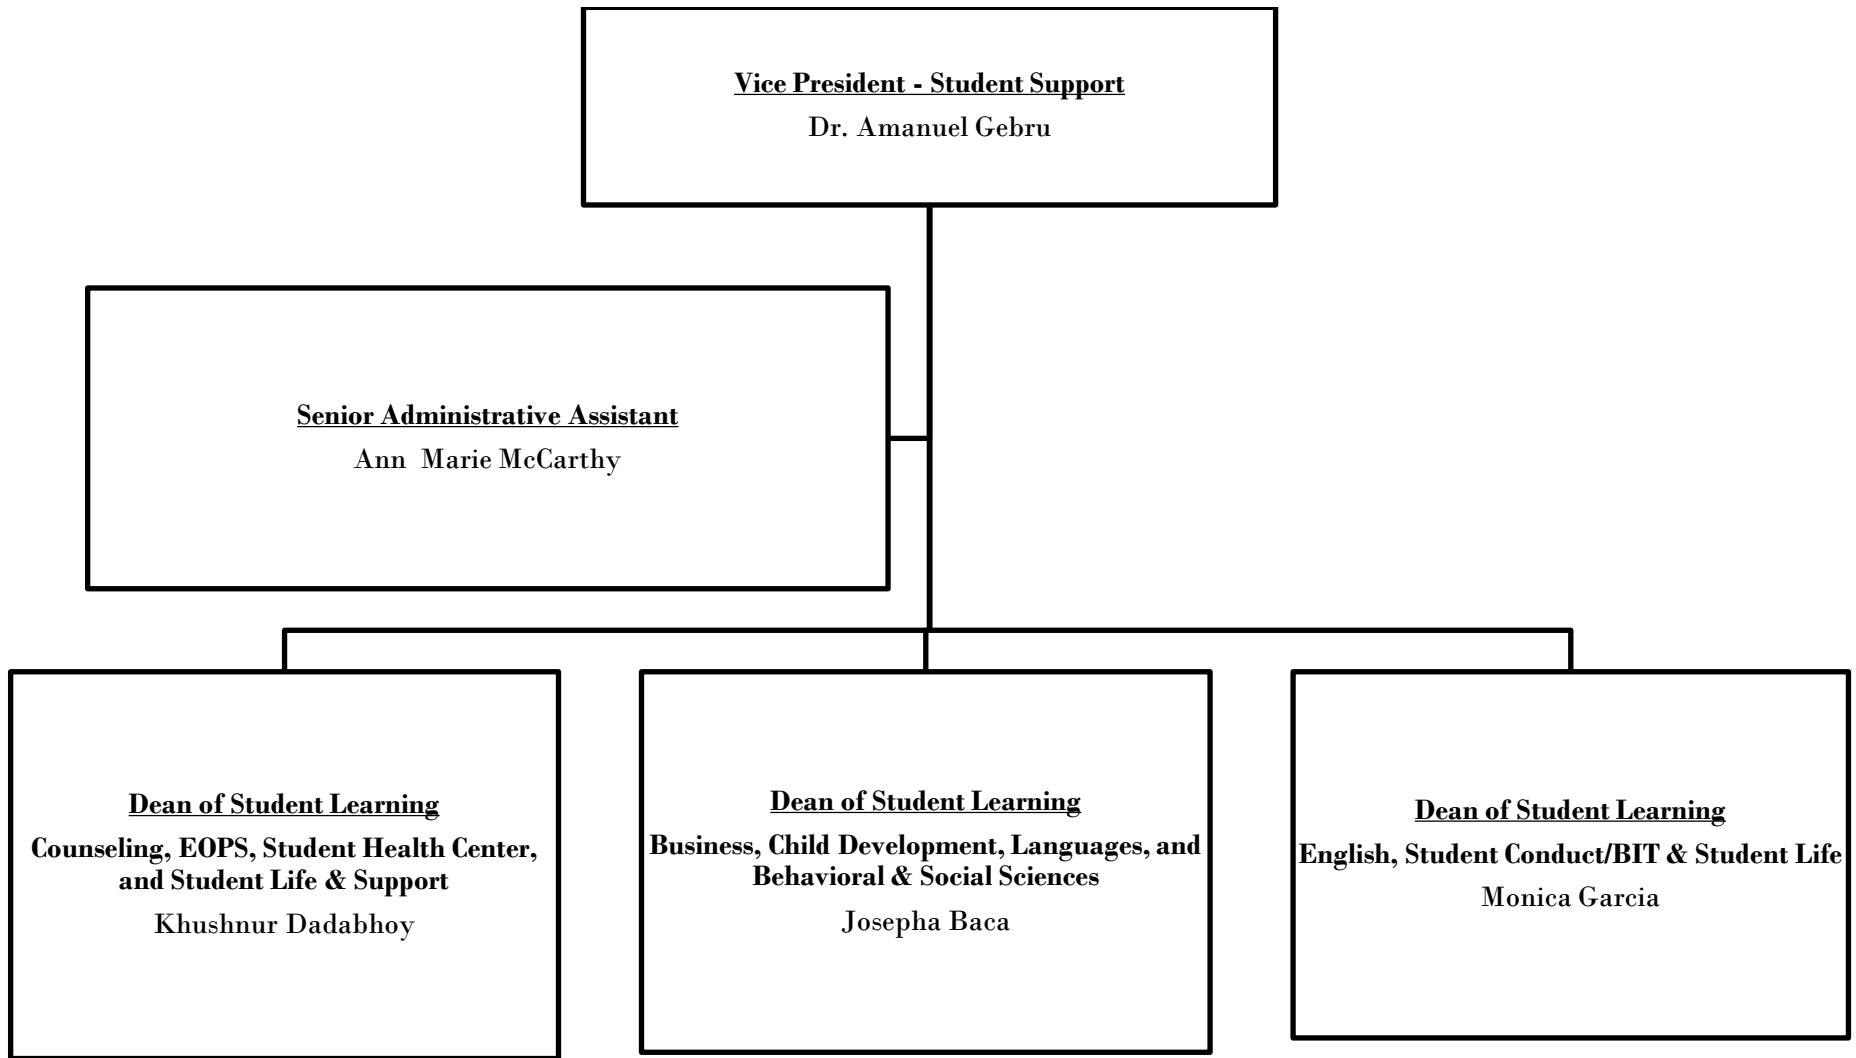 Vice President - Student Support
Dr. Amanuel Gebru
Senior Administrative Assistant
Ann  Marie McCarthy
Dean of Student Learning
Counseling, EOPS, Student Health Center,
and Student Life & Support
Khushnur Dadabhoy
Dean of Student Learning
Business, Child Development, Languages, and
Behavioral & Social Sciences
Josepha Baca
Dean of Student Learning
English, Student Conduct/BIT & Student Life
Monica Garcia